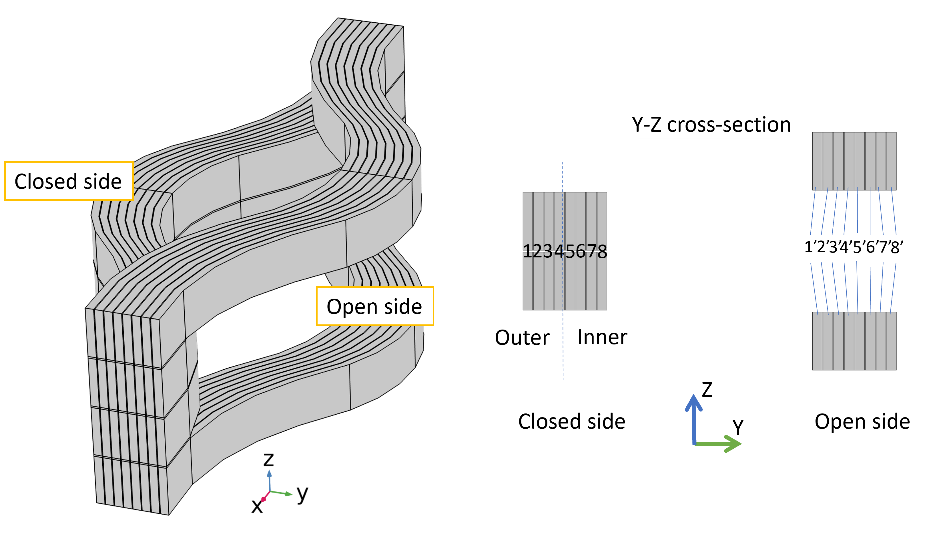 Closed side
Open side
z
y
x
Y-Z cross-section
12345678
Outer
Inner
Closed side
Z
Y
1’2’3’4’5’6’7’8’
Open side